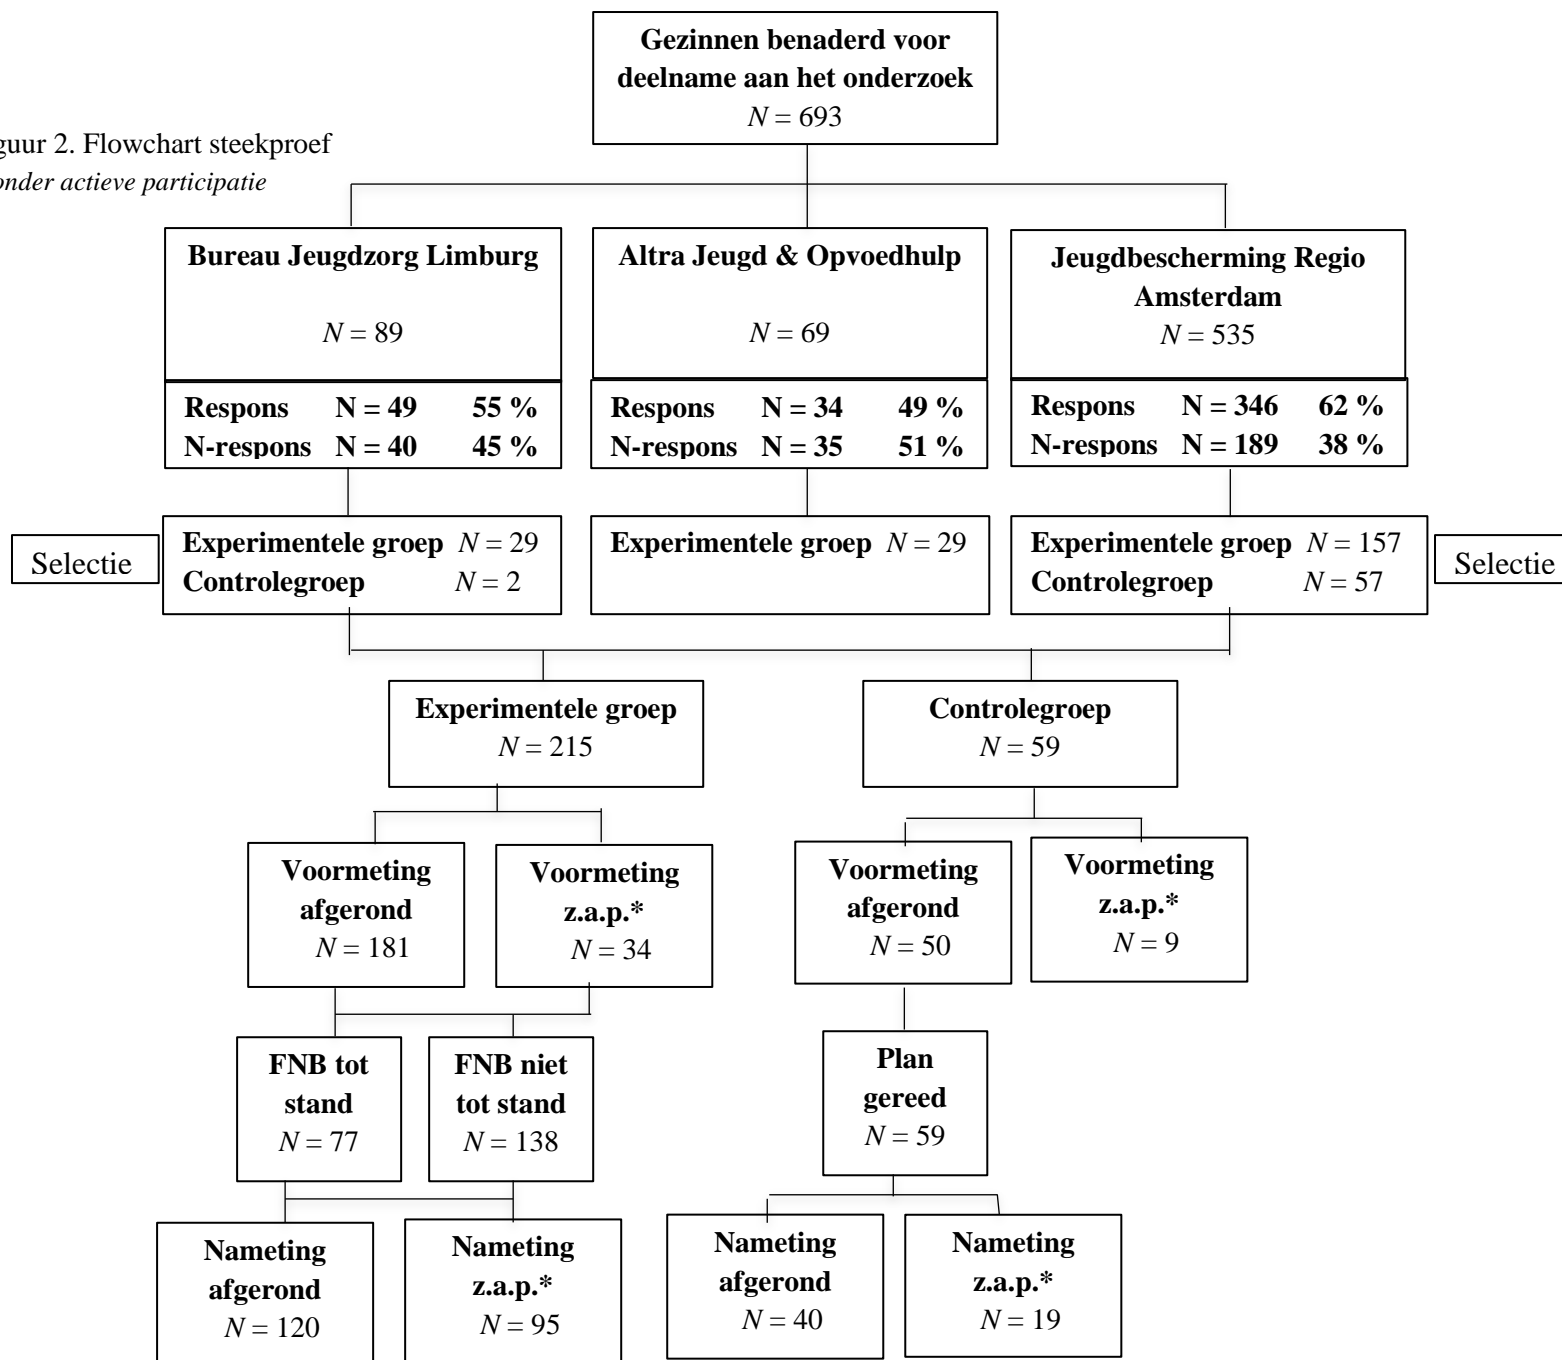 Gezinnen benaderd voor
deelname aan het onderzoek
N = 693
guur 2. Flowchart steekproef
onder actieve participatie
Bureau Jeugdzorg Limburg
N = 89
Respons N = 49 55 %
N-respons N = 40 45 %
Altra Jeugd & Opvoedhulp
N = 69
Respons N = 34 49 %
N-respons N = 35 51 %
Jeugdbescherming Regio
Amsterdam
N = 535
Respons N = 346 62 %
N-respons N = 189 38 %
Selectie
Experimentele groep N = 29
Controlegroep N = 2
Experimentele groep N = 29
Experimentele groep N = 157
Controlegroep N = 57
Selectie
Experimentele groep
N = 215
Controlegroep
N = 59
Voormeting
afgerond
N = 181
Voormeting
z.a.p.*
N = 34
Voormeting
afgerond
N = 50
Voormeting
z.a.p.*
N = 9
FNB tot
stand
N = 77
FNB niet
tot stand
N = 138
Plan
gereed
N = 59
Nameting
afgerond
N = 120
Nameting
z.a.p.*
N = 95
Nameting
afgerond
N = 40
Nameting
z.a.p.*
N = 19